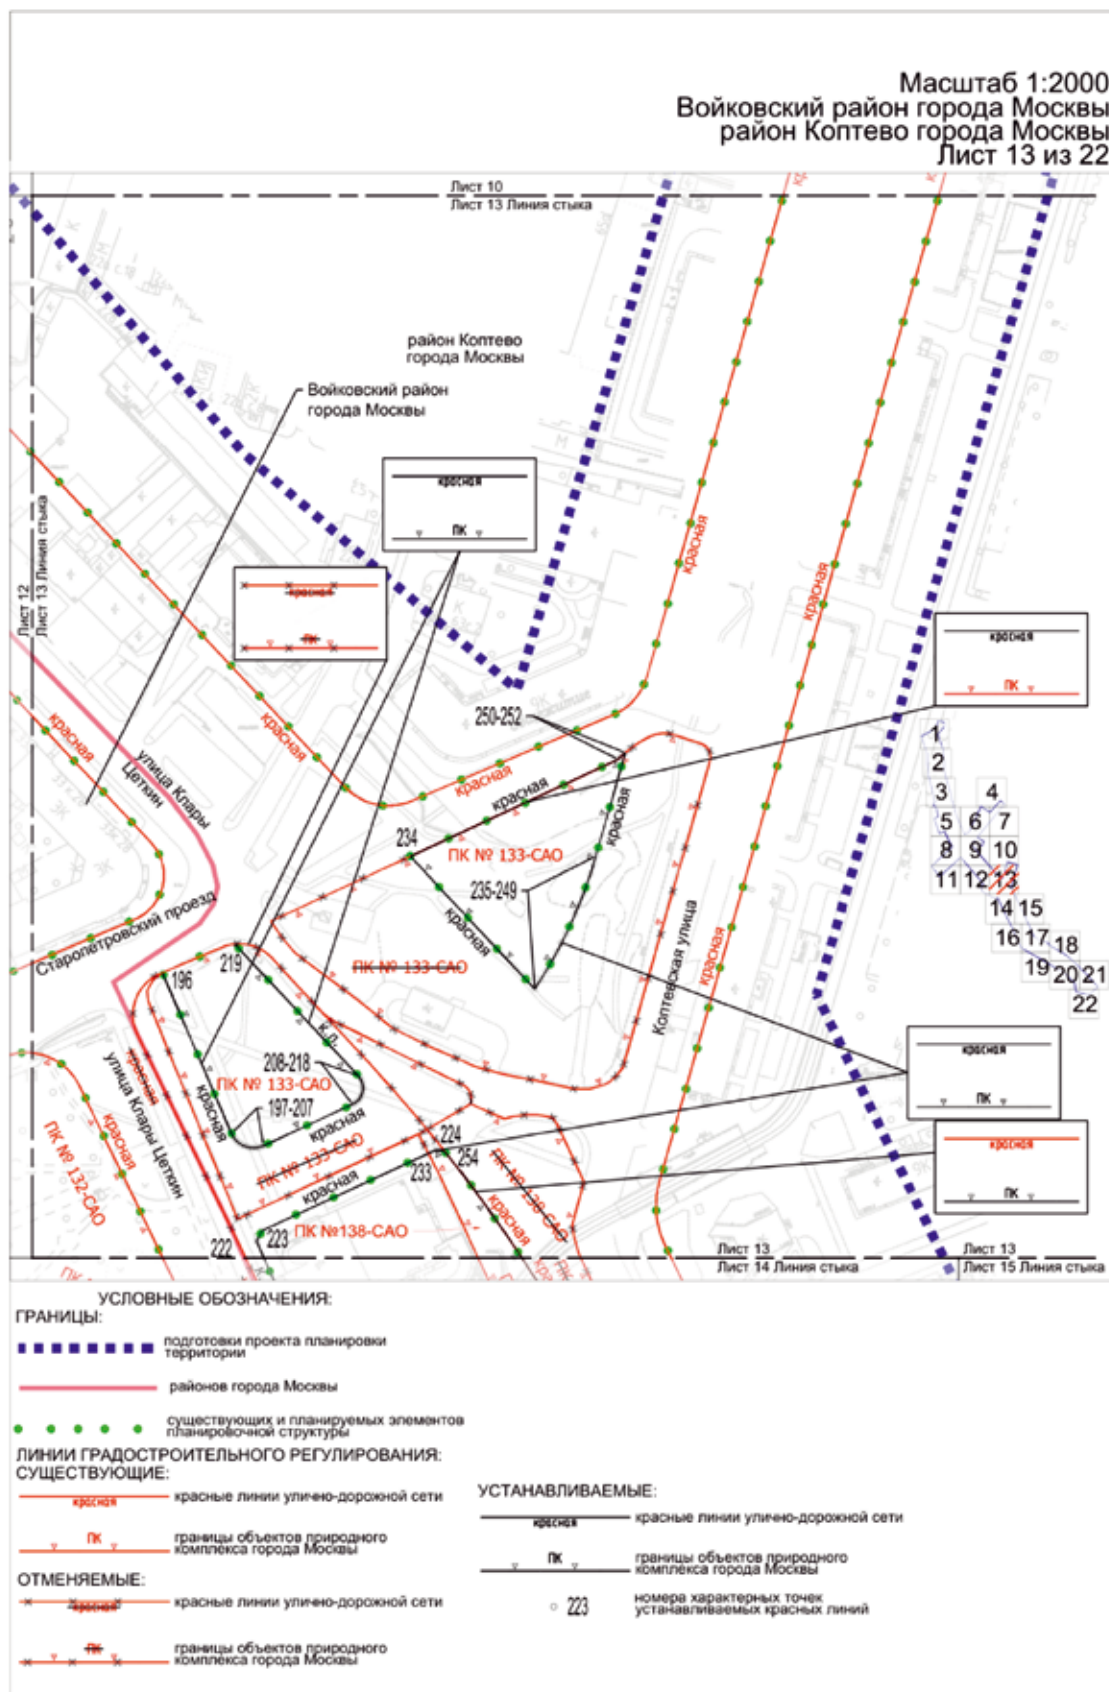 Масштаб 1:2000
Войковский район города Москвы
район Коптево города Москвы
Лист 13 из 22
Лист 10
Лист 13 Линия стыка
район Коптево
города Москвы
Войковский район
города Москвы
красная
ПК
красная
ПК
Лист 12
Лист 13 Линия стыка
красная
красная
красная
ПК
красная
красная
улица Клары
Цеткин
250-252
красная
красная
красная
234
ПК № 133-САО
235-249
красная
Старопетровский проезд
219
196
ПК № 133-САО
Коптевская улица
красная
к.л.
208-218
ПК № 133-САО
197-207
красная
красная
красная
улица Клары Цеткин
ПК № 132-САО
красная
ПК № 133-САО
224
254
233
красная
ПК № 138-САО
красная
223
ПК №138-САО
222
красная
ПК
красная
ПК
1
2
3 4
5 6 7
8 9 10
11 12 13
14 15
16 17 18
19 20 21
22
Лист 13
Лист 14 Линия стыка
Лист 13
Лист 15 Линия стыка
УСЛОВНЫЕ ОБОЗНАЧЕНИЯ:
ГРАНИЦЫ:
подготовки проекта планировки
территории
районов города Москвы
существующих и планируемых элементов
планировочной структуры
ЛИНИИ ГРАДОСТРОИТЕЛЬНОГО РЕГУЛИРОВАНИЯ:
СУЩЕСТВУЮЩИЕ:
красная
красные линии улично-дорожной сети
ПК
границы объектов природного
комплекса города Москвы
ОТМЕНЯЕМЫЕ:
красная
красные линии улично-дорожной сети
ПК
границы объектов природного
комплекса города Москвы
УСТАНАВЛИВАЕМЫЕ:
красная
красные линии улично-дорожной сети
ПК
границы объектов природного
комплекса города Москвы
223
номера характерных точек
устанавливаемых красных линий